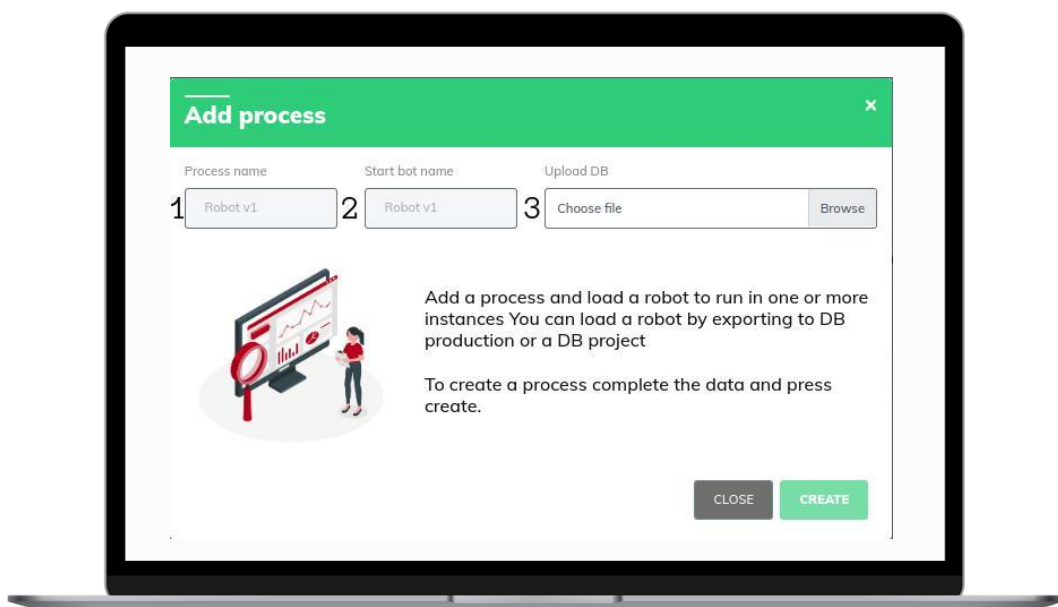 Add process
×
Process name Start bot name Upload DB
1 Robot v1 2 Robot v1 3 Choose file Browse
Add a process and load a robot to run in one or more
instances You can load a robot by exporting to DB
production or a DB project
To create a process complete the data and press
create.
CLOSE CREATE